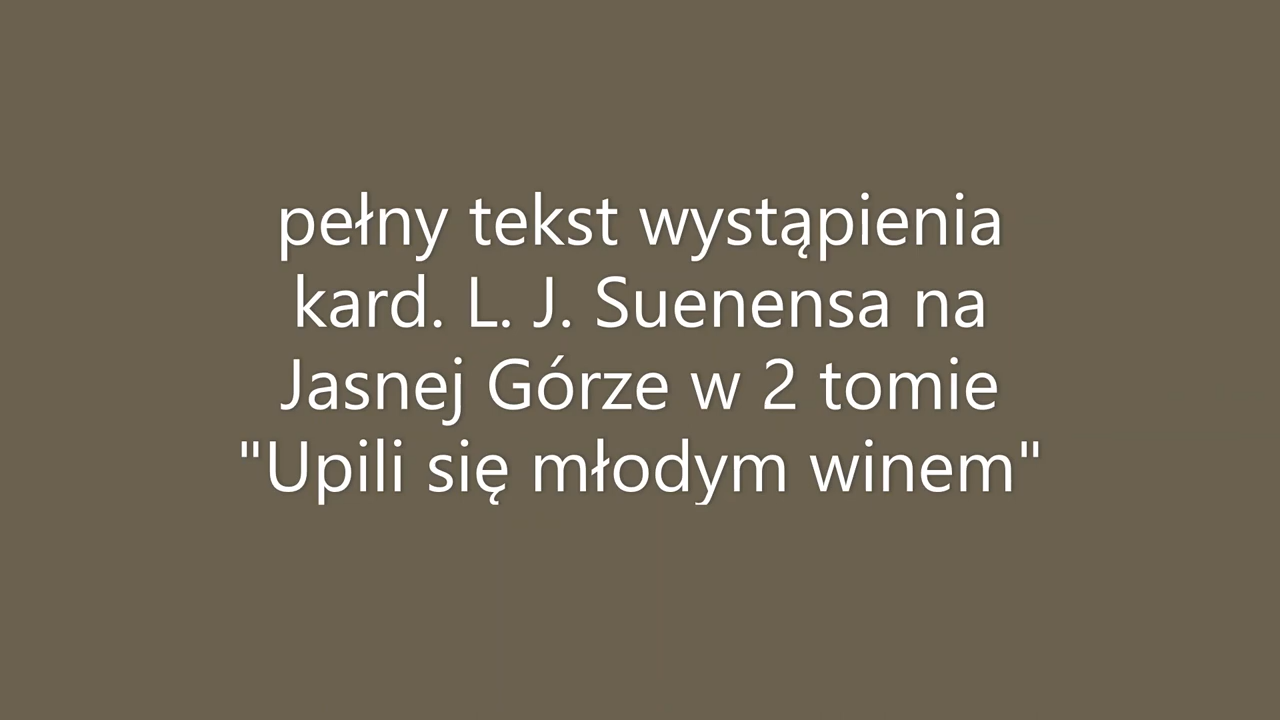 pełny tekst wystąpienia
kard. L. J. Suenensa na
Jasnej Górze w 2 tomie
"Upili się młodym winem"